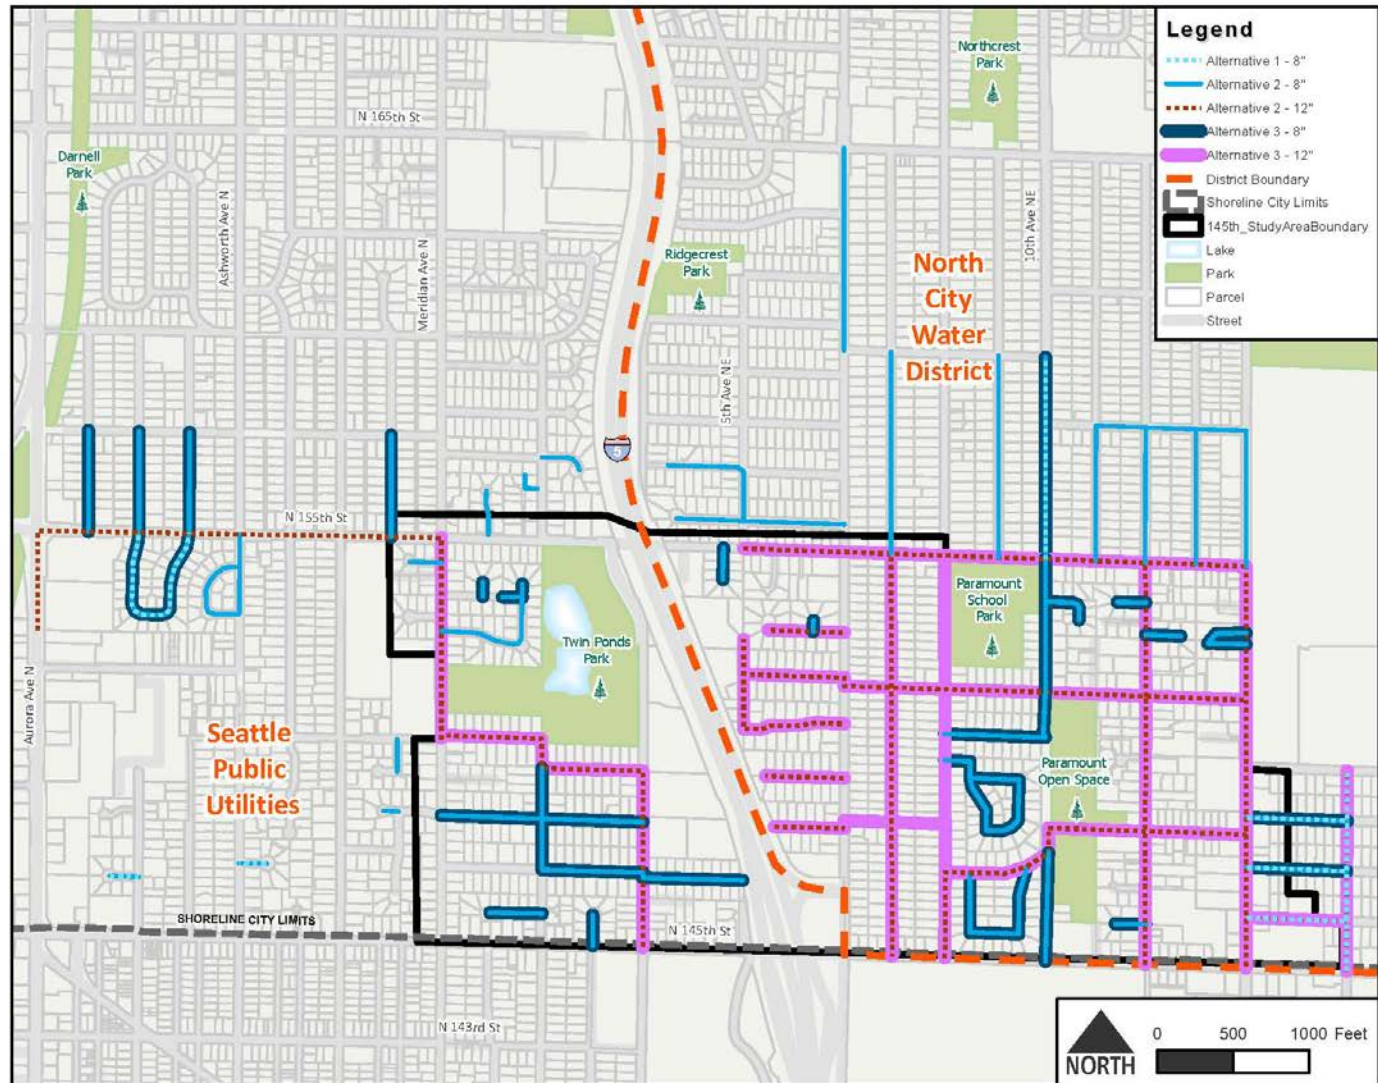 Legend
Alternative 1 - 8"
Alternative 2 - 8"
Alternative 2 - 12"
Alternative 3 - 8"
Alternative 3 - 12"
District Boundary
Shoreline City Limits
145th_StudyAreaBoundary
Lake
Park
Parcel
Street
Northcrest
Park
N 165th St
Darnell
Park
Ashworth Ave N
Meridian Ave N
10th Ave NE
Ridgecrest
Park
North
City
Water
District
5th Ave NE
5
N 155th St
Paramount
School
Park
Twin Ponds
Park
Aurora Ave N
Seattle
Public
Utilities
Paramount
Open Space
SHORELINE CITY LIMITS
N 145th St
N 143rd St
NORTH
0 500 1000 Feet